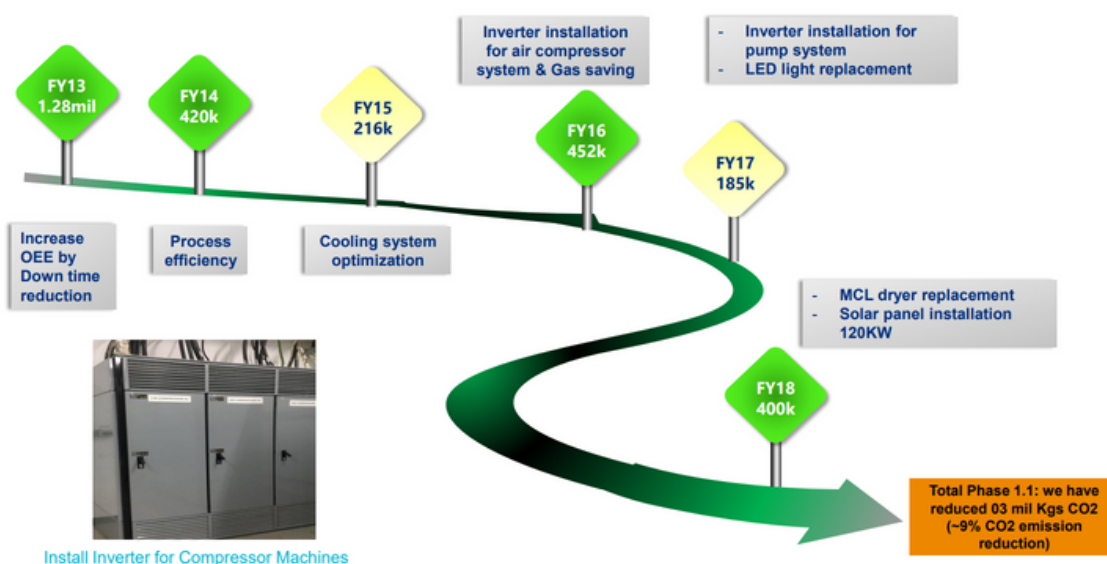 Inverter installation
for air compressor
system & Gas saving
- Inverter installation for
pump system
- LED light replacement
FY13
1.28mil
FY14
420k
FY15
216k
FY16
452k
FY17
185k
Increase
OEE by
Down time
reduction
Process
efficiency
Cooling system
optimization
- MCL dryer replacement
- Solar panel installation
120KW
FY18
400k
Total Phase 1.1: we have
reduced 03 mil Kgs CO2
(~9% CO2 emission
reduction)
Install Inverter for Compressor Machines